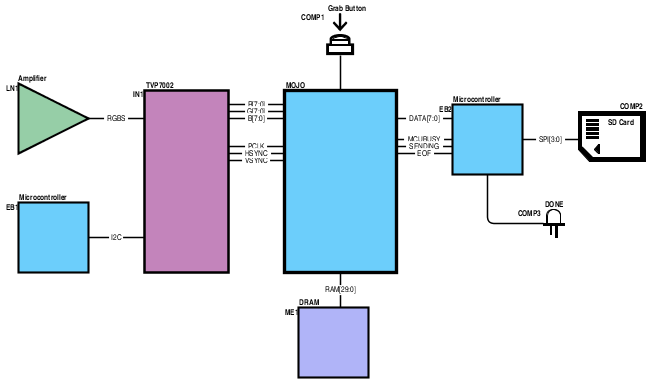 Grab Button
COMP1
Amplifier
LN1
TVP7002
IN1
MOJO
Microcontroller
EB2
COMP2
SD Card
RGBS
R[7:0]
G[7:0]
B[7:0]
PCLK
HSYNC
VSYNC
DATA[7:0]
MCUBUSY
SENDING
EOF
SPI[3:0]
Microcontroller
EB1
I2C
DONE
COMP3
RAM[29:0]
DRAM
ME1